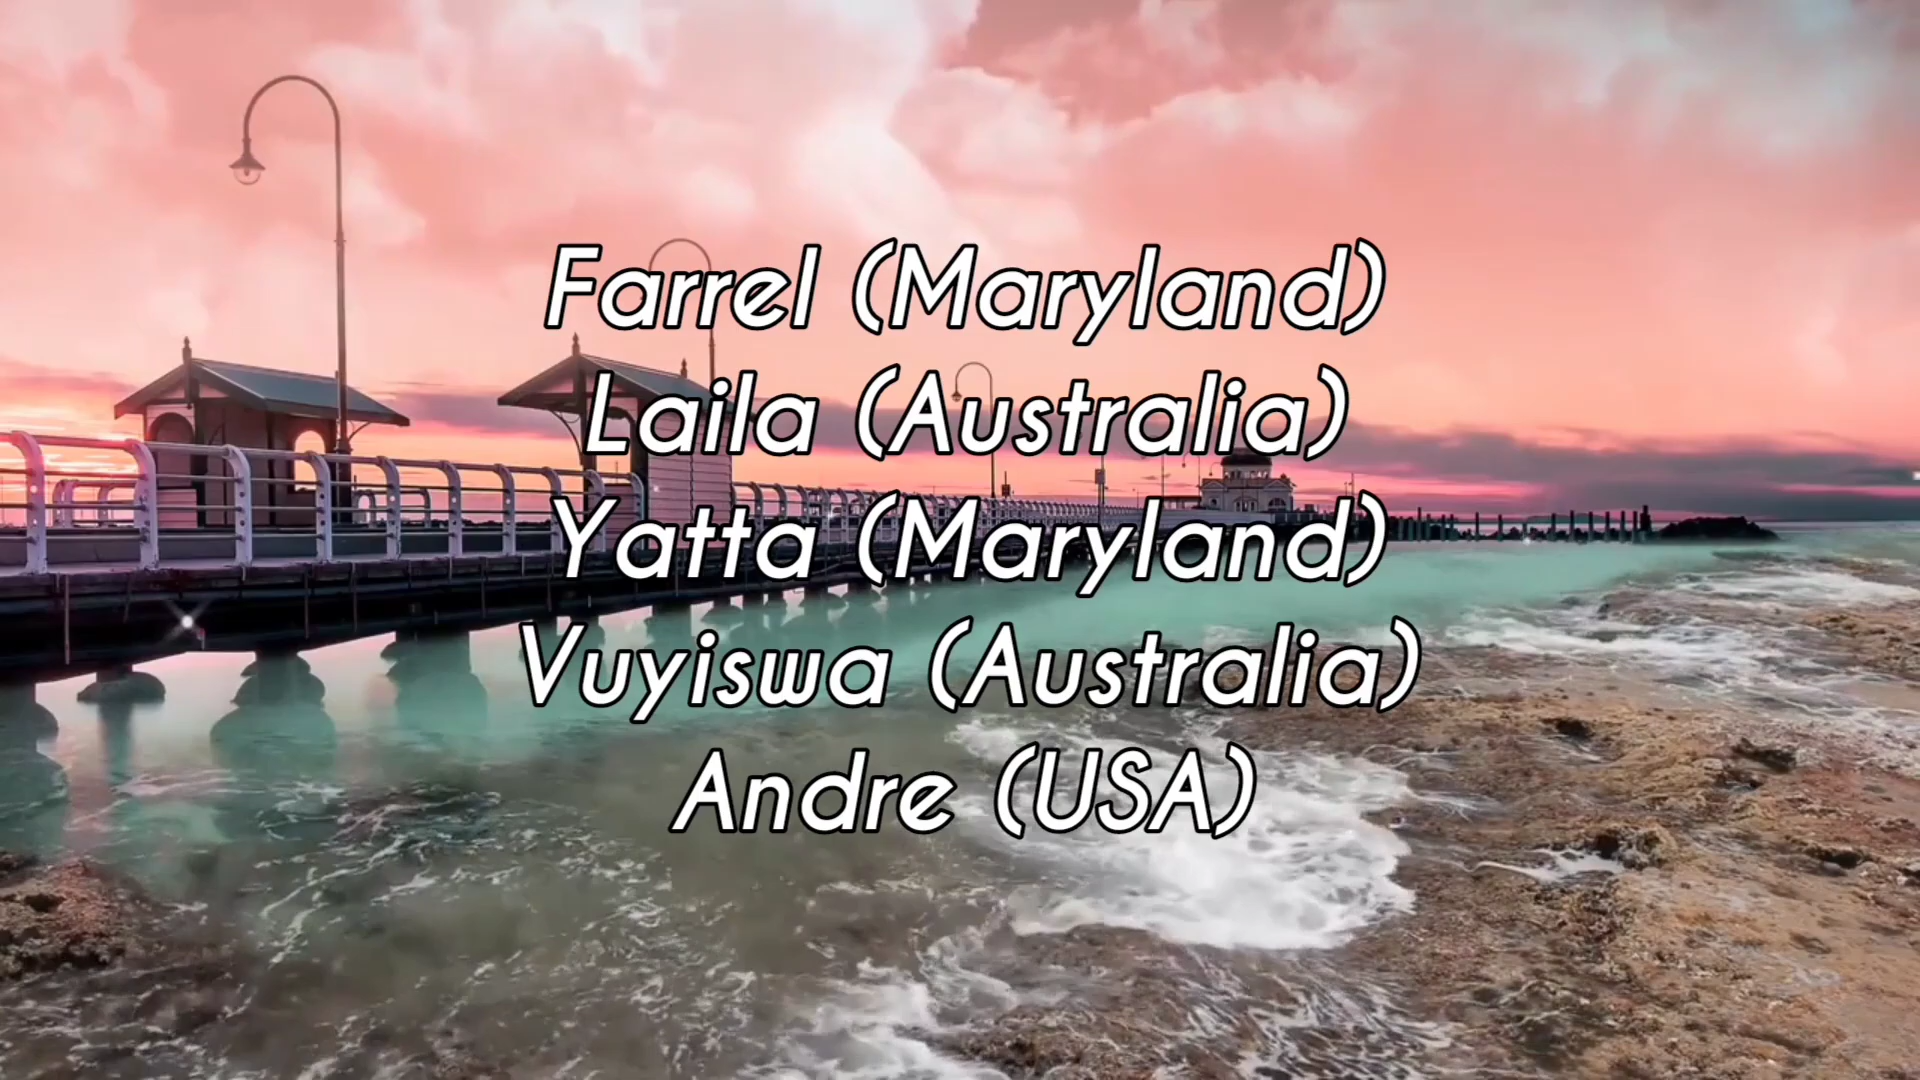 Farrel (Maryland)
Laila (Australia)
Yatta (Maryland)
Vuyiswa (Australia)
Andre (USA)